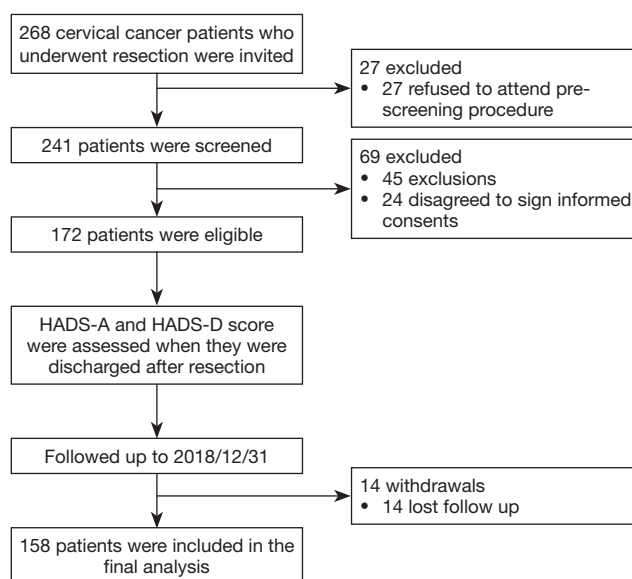 268 cervical cancer patients who
underwent resection were invited
27 excluded
• 27 refused to attend pre-
screening procedure
241 patients were screened
69 excluded
• 45 exclusions
• 24 disagreed to sign informed
consents
172 patients were eligible
HADS-A and HADS-D score
were assessed when they were
discharged after resection
Followed up to 2018/12/31
14 withdrawals
• 14 lost follow up
158 patients were included in the
final analysis